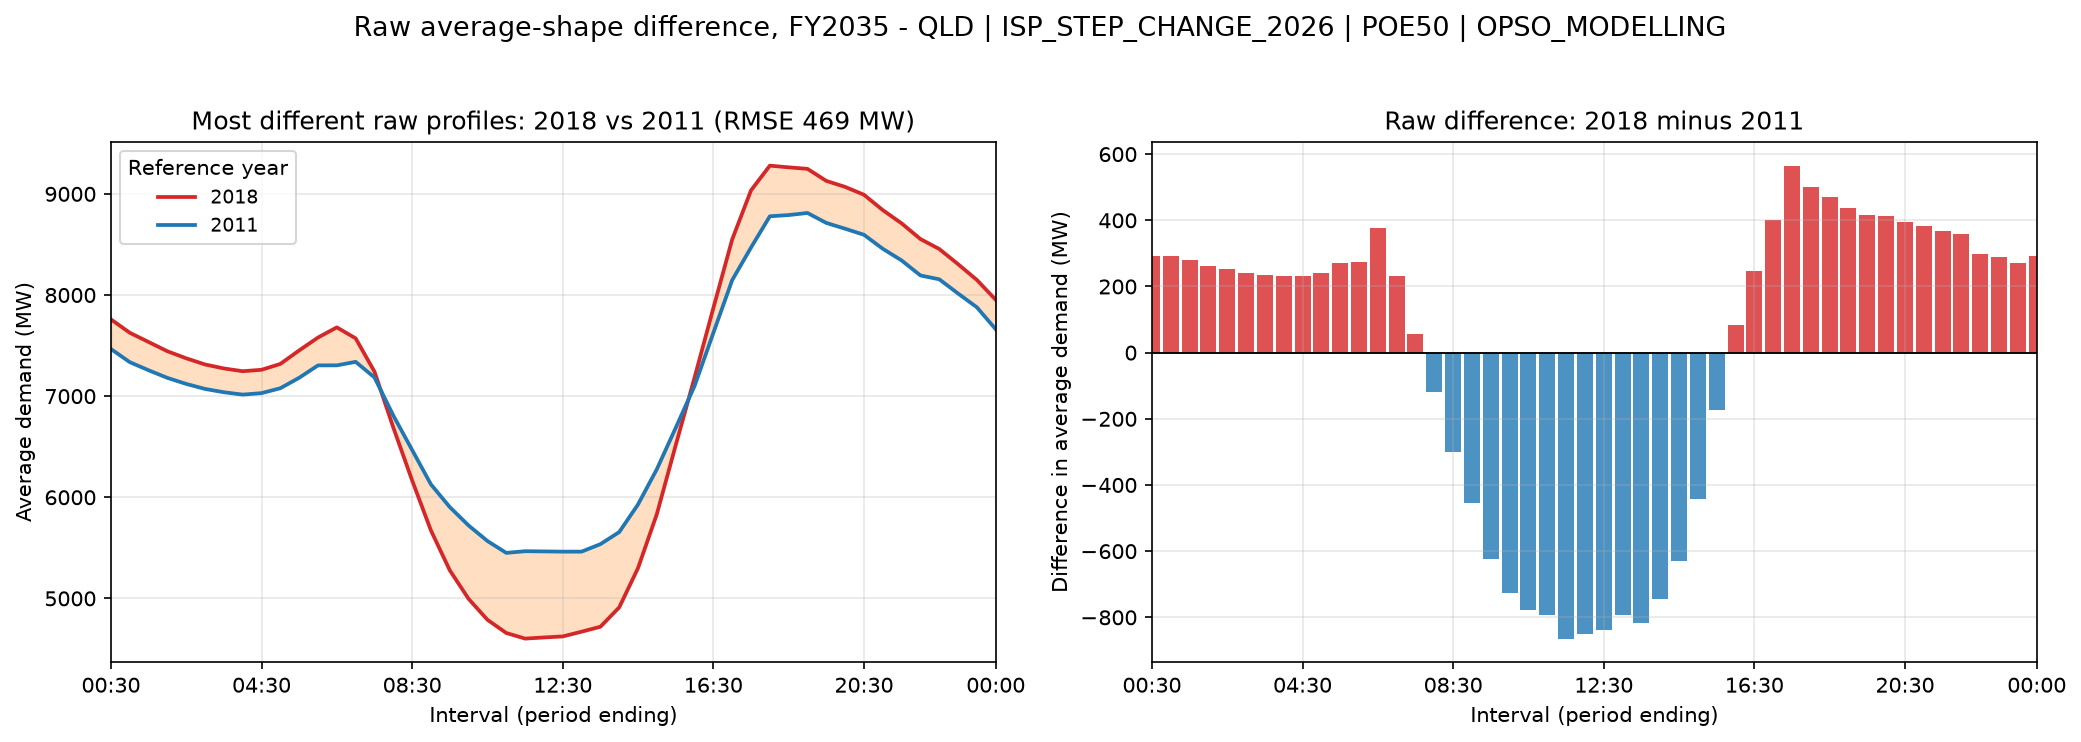 Raw average-shape difference, FY2035 - QLD | ISP_STEP_CHANGE_2026 | POE50 | OPSO_MODELLING
Most different raw profiles: 2018 vs 2011 (RMSE 469 MW)
Reference year
2018
2011
Average demand (MW)
9000
8000
7000
6000
5000
00:30 04:30 08:30 12:30 16:30 20:30 00:00
Interval (period ending)
Raw difference: 2018 minus 2011
Difference in average demand (MW)
600
400
200
0
−200
−400
−600
−800
00:30 04:30 08:30 12:30 16:30 20:30 00:00
Interval (period ending)